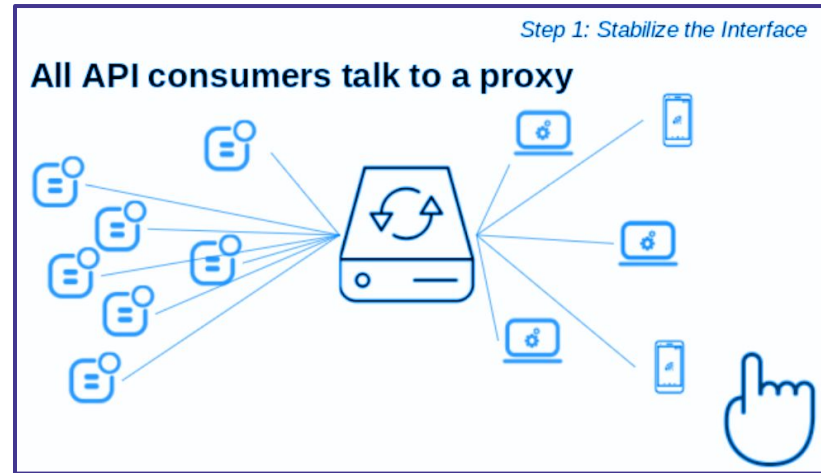 Step 1: Stabilize the Interface
All API consumers talk to a proxy